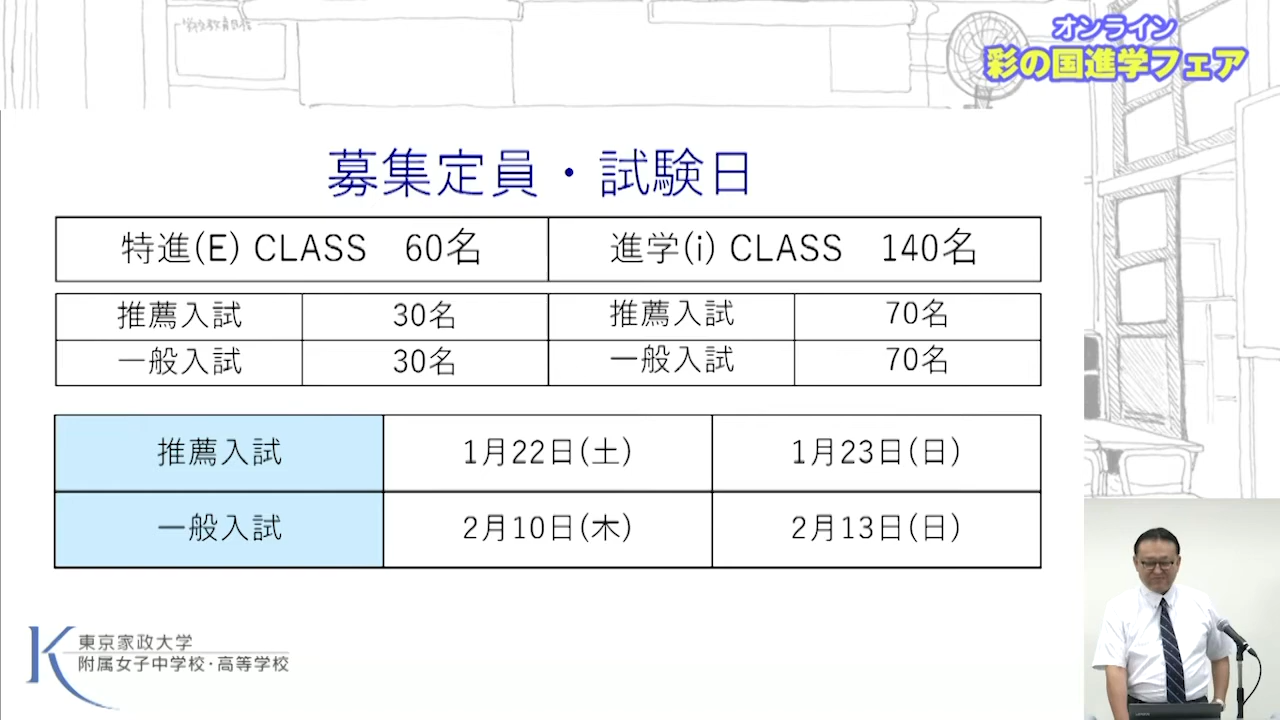 オンライン
彩の国進学フェア
募集定員・試験日
特進(E) CLASS 60名 進学(i) CLASS 140名
推薦入試 30名 推薦入試 70名
一般入試 30名 一般入試 70名
推薦入試 1月22日(土) 1月23日(日)
一般入試 2月10日(木) 2月13日(日)
K 東京家政大学
附属女子中学校・高等学校